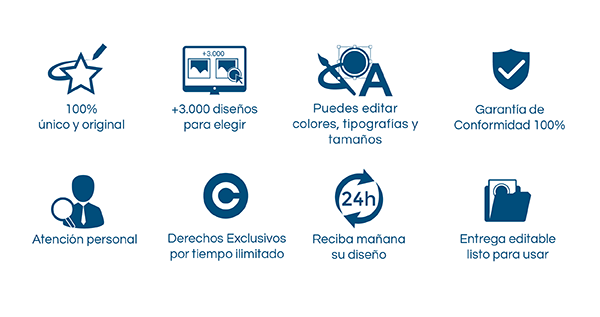 +3.000
A
100%
único y original
+3.000 diseños
para elegir
Puedes editar
colores, tipografías y
tamaños
Garantía de
Conformidad 100%
C
24h
Atención personal
Derechos Exclusivos
por tiempo ilimitado
Reciba mañana
su diseño
Entrega editable
listo para usar